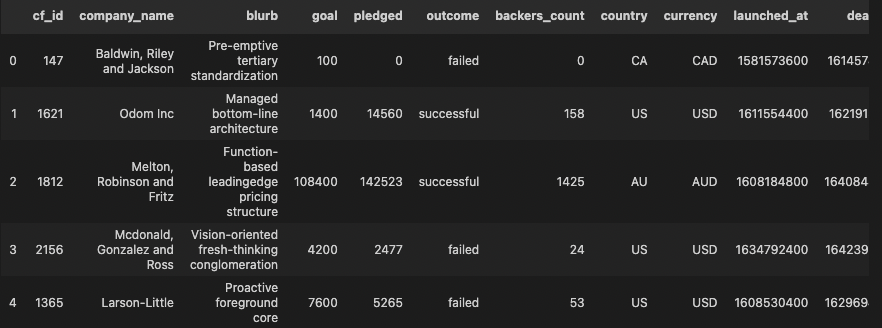 cf_id company_name blurb goal pledged outcome backers_count country currency launched_at dea
0 147 Baldwin, Riley and Jackson Pre-emptive tertiary standardization 100 0 failed 0 CA CAD 1581573600 161457
1 1621 Odom Inc Managed bottom-line architecture 1400 14560 successful 158 US USD 1611554400 162191
2 1812 Melton, Robinson and Fritz Function-based leadingedge pricing structure 108400 142523 successful 1425 AU AUD 1608184800 164084
3 2156 Mcdonald, Gonzalez and Ross Vision-oriented fresh-thinking conglomeration 4200 2477 failed 24 US USD 1634792400 164239
4 1365 Larson-Little Proactive foreground core 7600 5265 failed 53 US USD 1608530400 162969